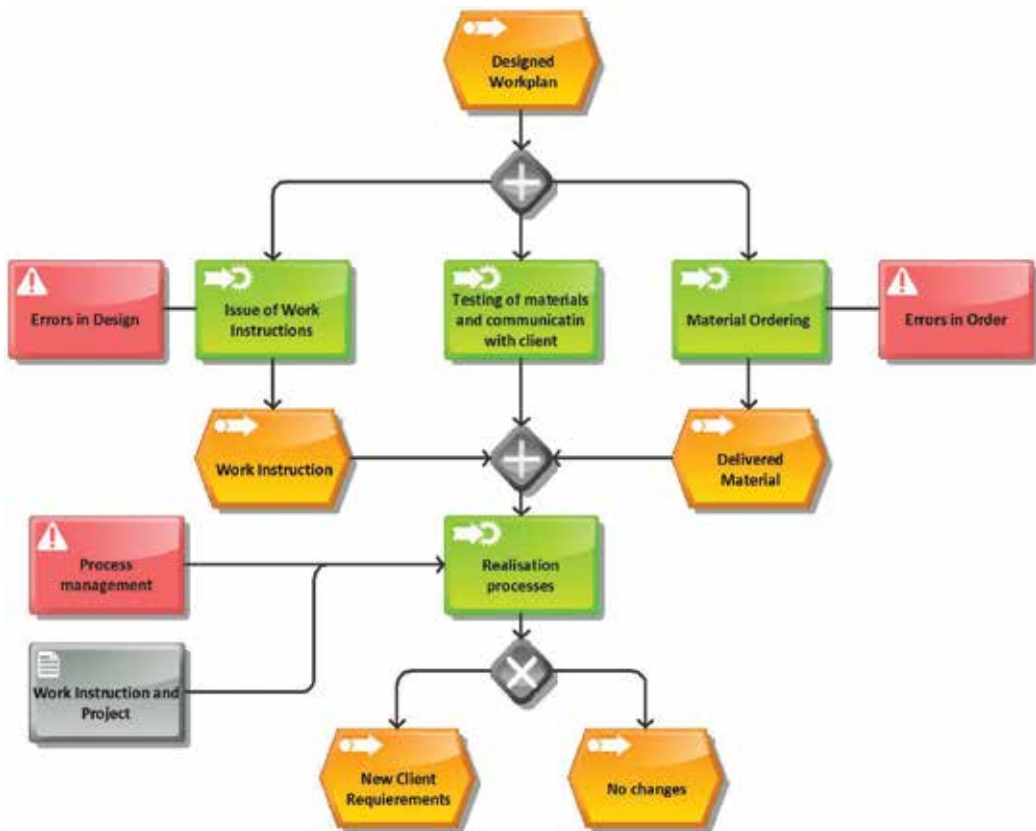 Designed
Workplan
Errors in Design
Issue of Work
Instructions
Testing of materials
and communicatin
with client
Material Ordering
Errors in Order
Work Instruction
Delivered
Material
Process
management
Realisation
processes
Work Instruction and
Project
New Client
Requierements
No changes